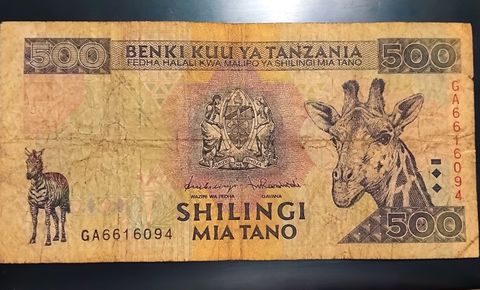 500 BENKI KUU YA TANZANIA 500
FEDHA HALALI KWA MALIPO YA SHILINGI MIA TANO
GA6616094
WAZIRI WA FEDHA GAVANA
SHILINGI
MIA TANO
GA6616094
500